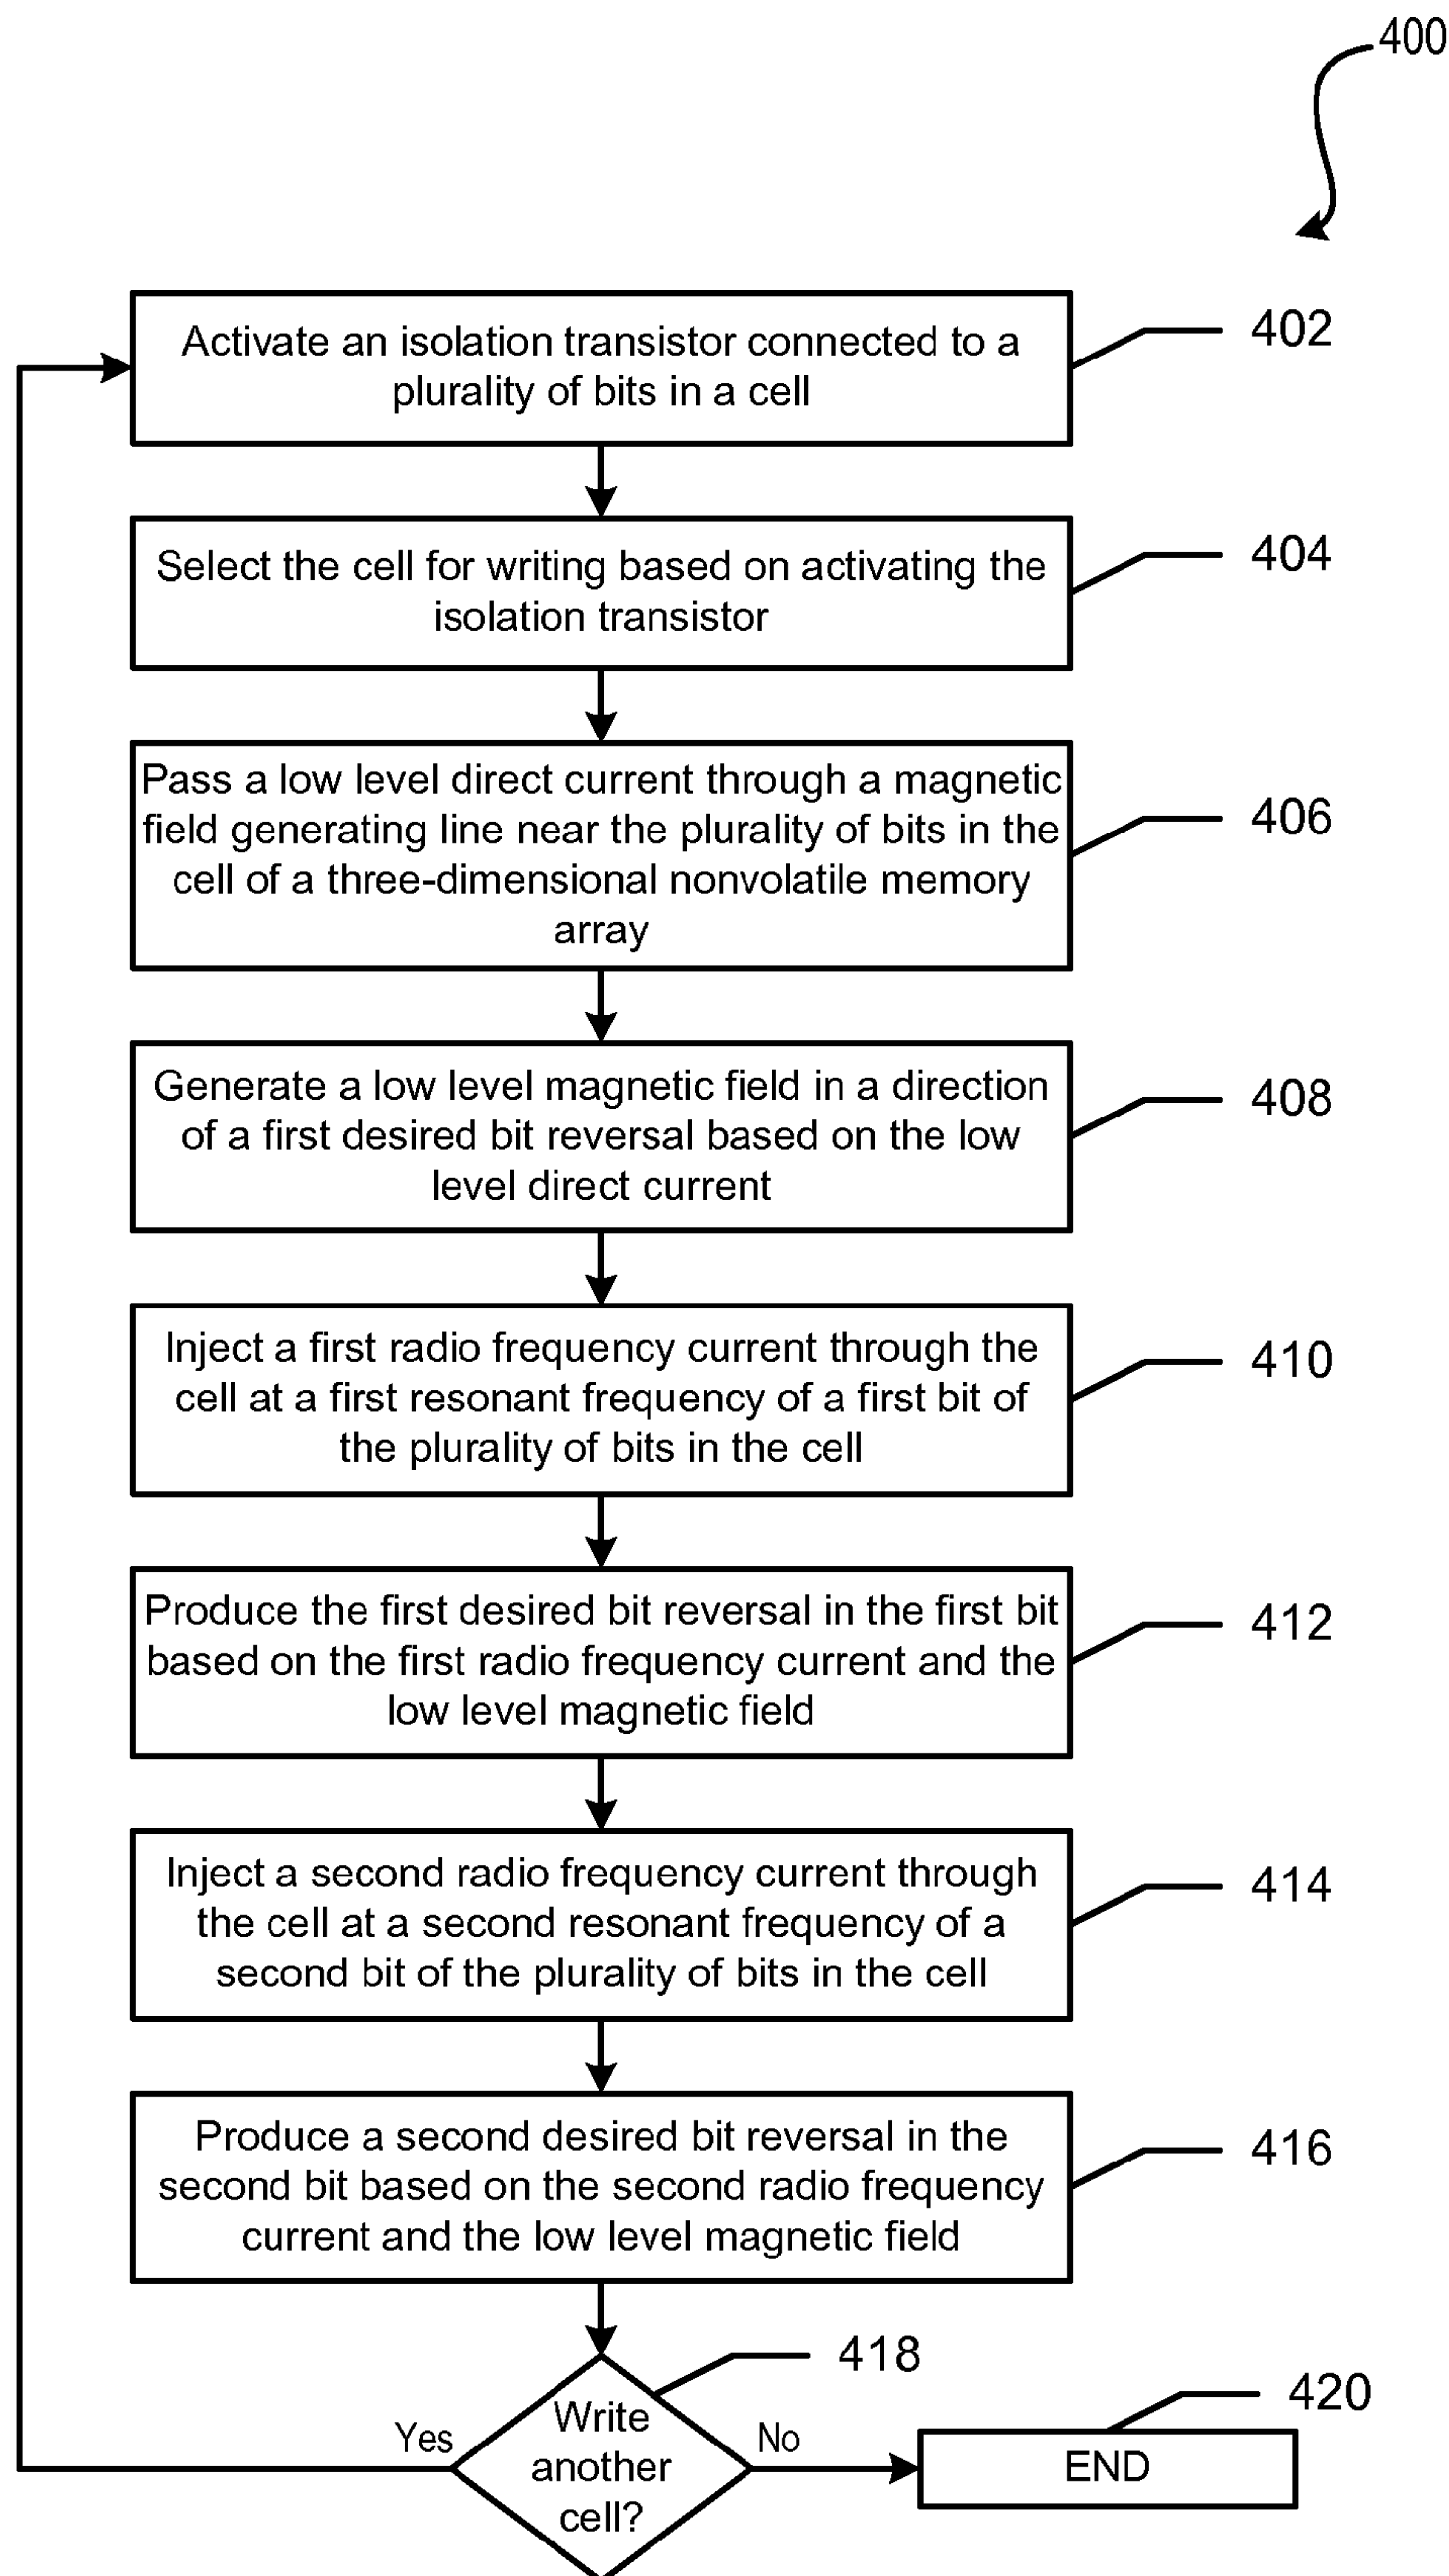 400
Activate an isolation transistor connected to a
plurality of bits in a cell
402
Select the cell for writing based on activating the
isolation transistor
404
Pass a low level direct current through a magnetic
field generating line near the plurality of bits in the
cell of a three-dimensional nonvolatile memory
array
406
Generate a low level magnetic field in a direction
of a first desired bit reversal based on the low
level direct current
408
Inject a first radio frequency current through the
cell at a first resonant frequency of a first bit of
the plurality of bits in the cell
410
Produce the first desired bit reversal in the first bit
based on the first radio frequency current and the
low level magnetic field
412
Inject a second radio frequency current through
the cell at a second resonant frequency of a
second bit of the plurality of bits in the cell
414
Produce a second desired bit reversal in the
second bit based on the second radio frequency
current and the low level magnetic field
416
418
Write
another
cell?
Yes
No
420
END